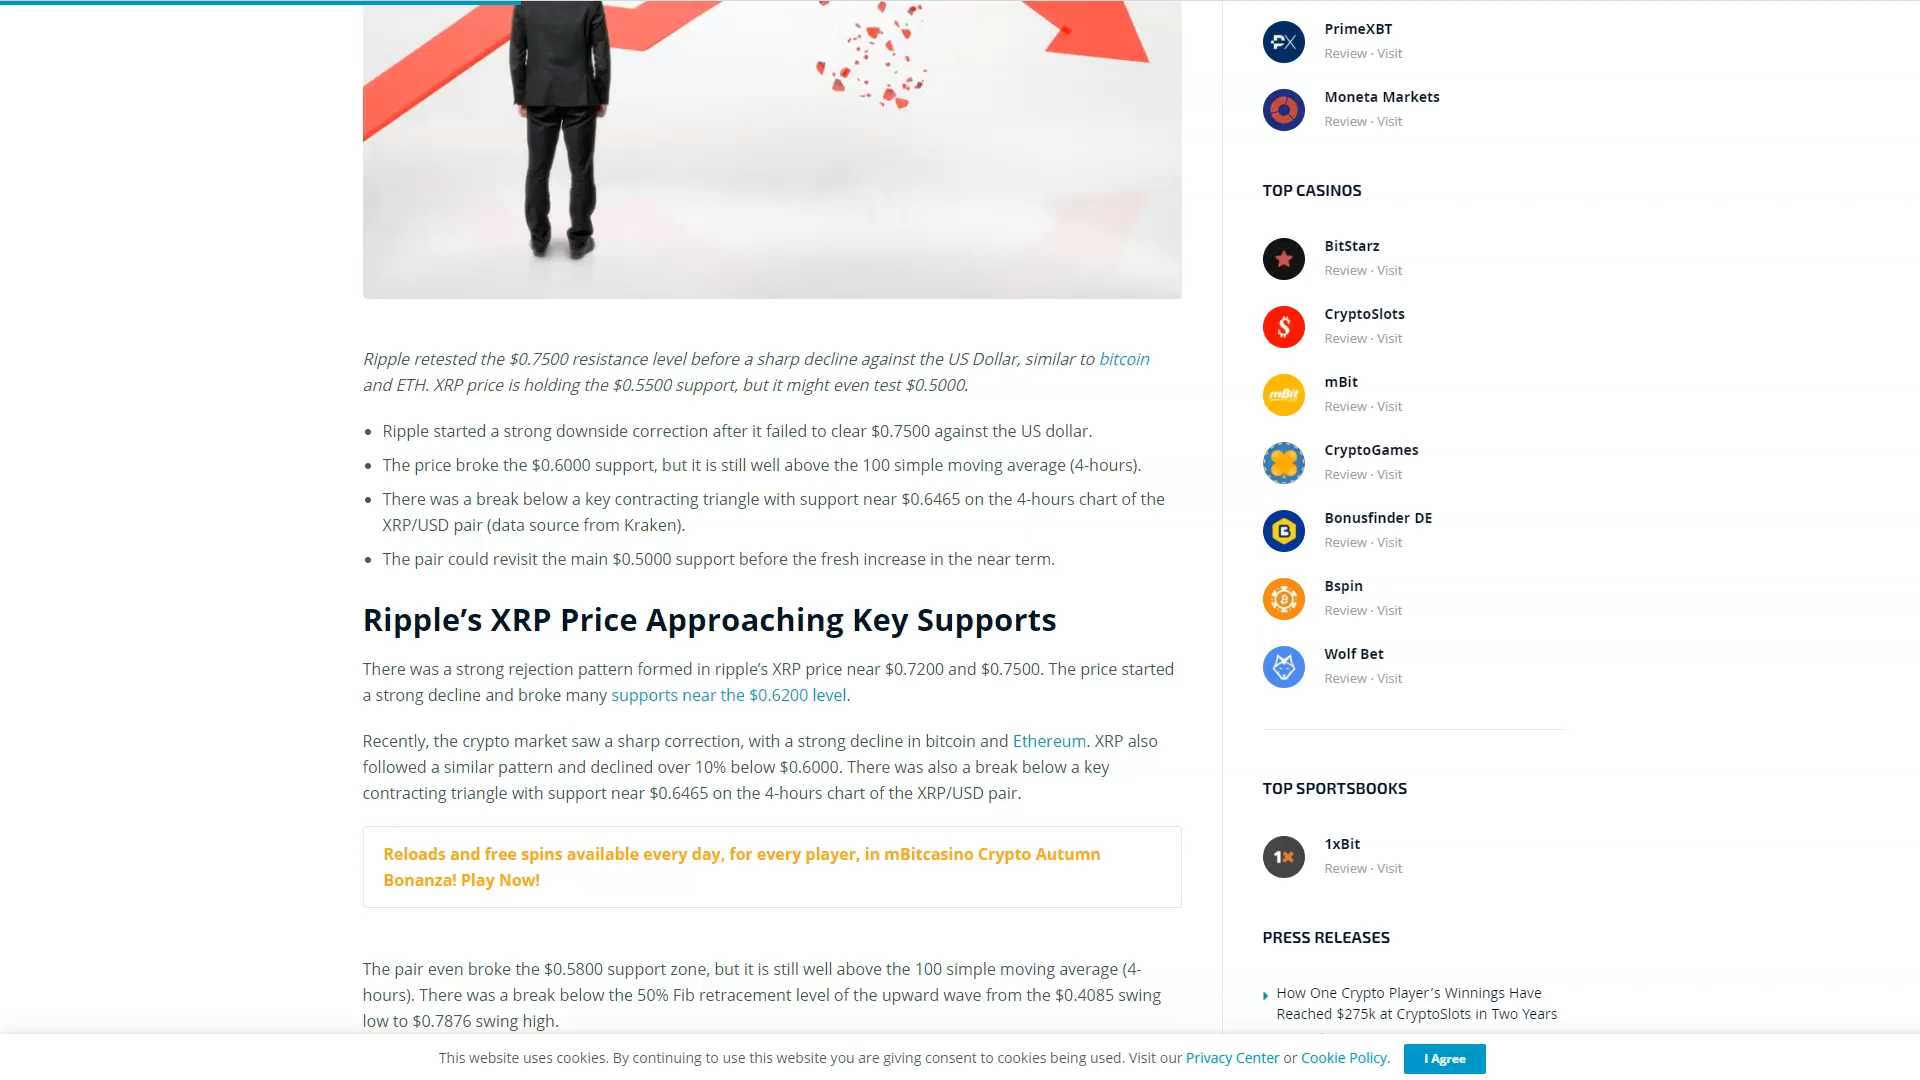 Ripple retested the $0.7500 resistance level before a sharp decline against the US Dollar, similar to bitcoin
and ETH. XRP price is holding the $0.5500 support, but it might even test $0.5000.
Ripple started a strong downside correction after it failed to clear $0.7500 against the US dollar.
The price broke the $0.6000 support, but it is still well above the 100 simple moving average (4-hours).
There was a break below a key contracting triangle with support near $0.6465 on the 4-hours chart of the
XRP/USD pair (data source from Kraken).
The pair could revisit the main $0.5000 support before the fresh increase in the near term.
Ripple’s XRP Price Approaching Key Supports
There was a strong rejection pattern formed in ripple’s XRP price near $0.7200 and $0.7500. The price started
a strong decline and broke many supports near the $0.6200 level.
Recently, the crypto market saw a sharp correction, with a strong decline in bitcoin and Ethereum. XRP also
followed a similar pattern and declined over 10% below $0.6000. There was also a break below a key
contracting triangle with support near $0.6465 on the 4-hours chart of the XRP/USD pair.
Reloads and free spins available every day, for every player, in mBitcasino Crypto Autumn
Bonanza! Play Now!
The pair even broke the $0.5800 support zone, but it is still well above the 100 simple moving average (4-
hours). There was a break below the 50% Fib retracement level of the upward wave from the $0.4085 swing
low to $0.7876 swing high.
PX
PrimeXBT
Review · Visit
Moneta Markets
Review · Visit
TOP CASINOS
BitStarz
Review · Visit
$
CryptoSlots
Review · Visit
mBit
mBit
Review · Visit
CryptoGames
Review · Visit
B
Bonusfinder DE
Review · Visit
Bspin
Review · Visit
Wolf Bet
Review · Visit
TOP SPORTSBOOKS
1x
1xBit
Review · Visit
PRESS RELEASES
How One Crypto Player’s Winnings Have
Reached $275k at CryptoSlots in Two Years
This website uses cookies. By continuing to use this website you are giving consent to cookies being used. Visit our Privacy Center or Cookie Policy.
I Agree